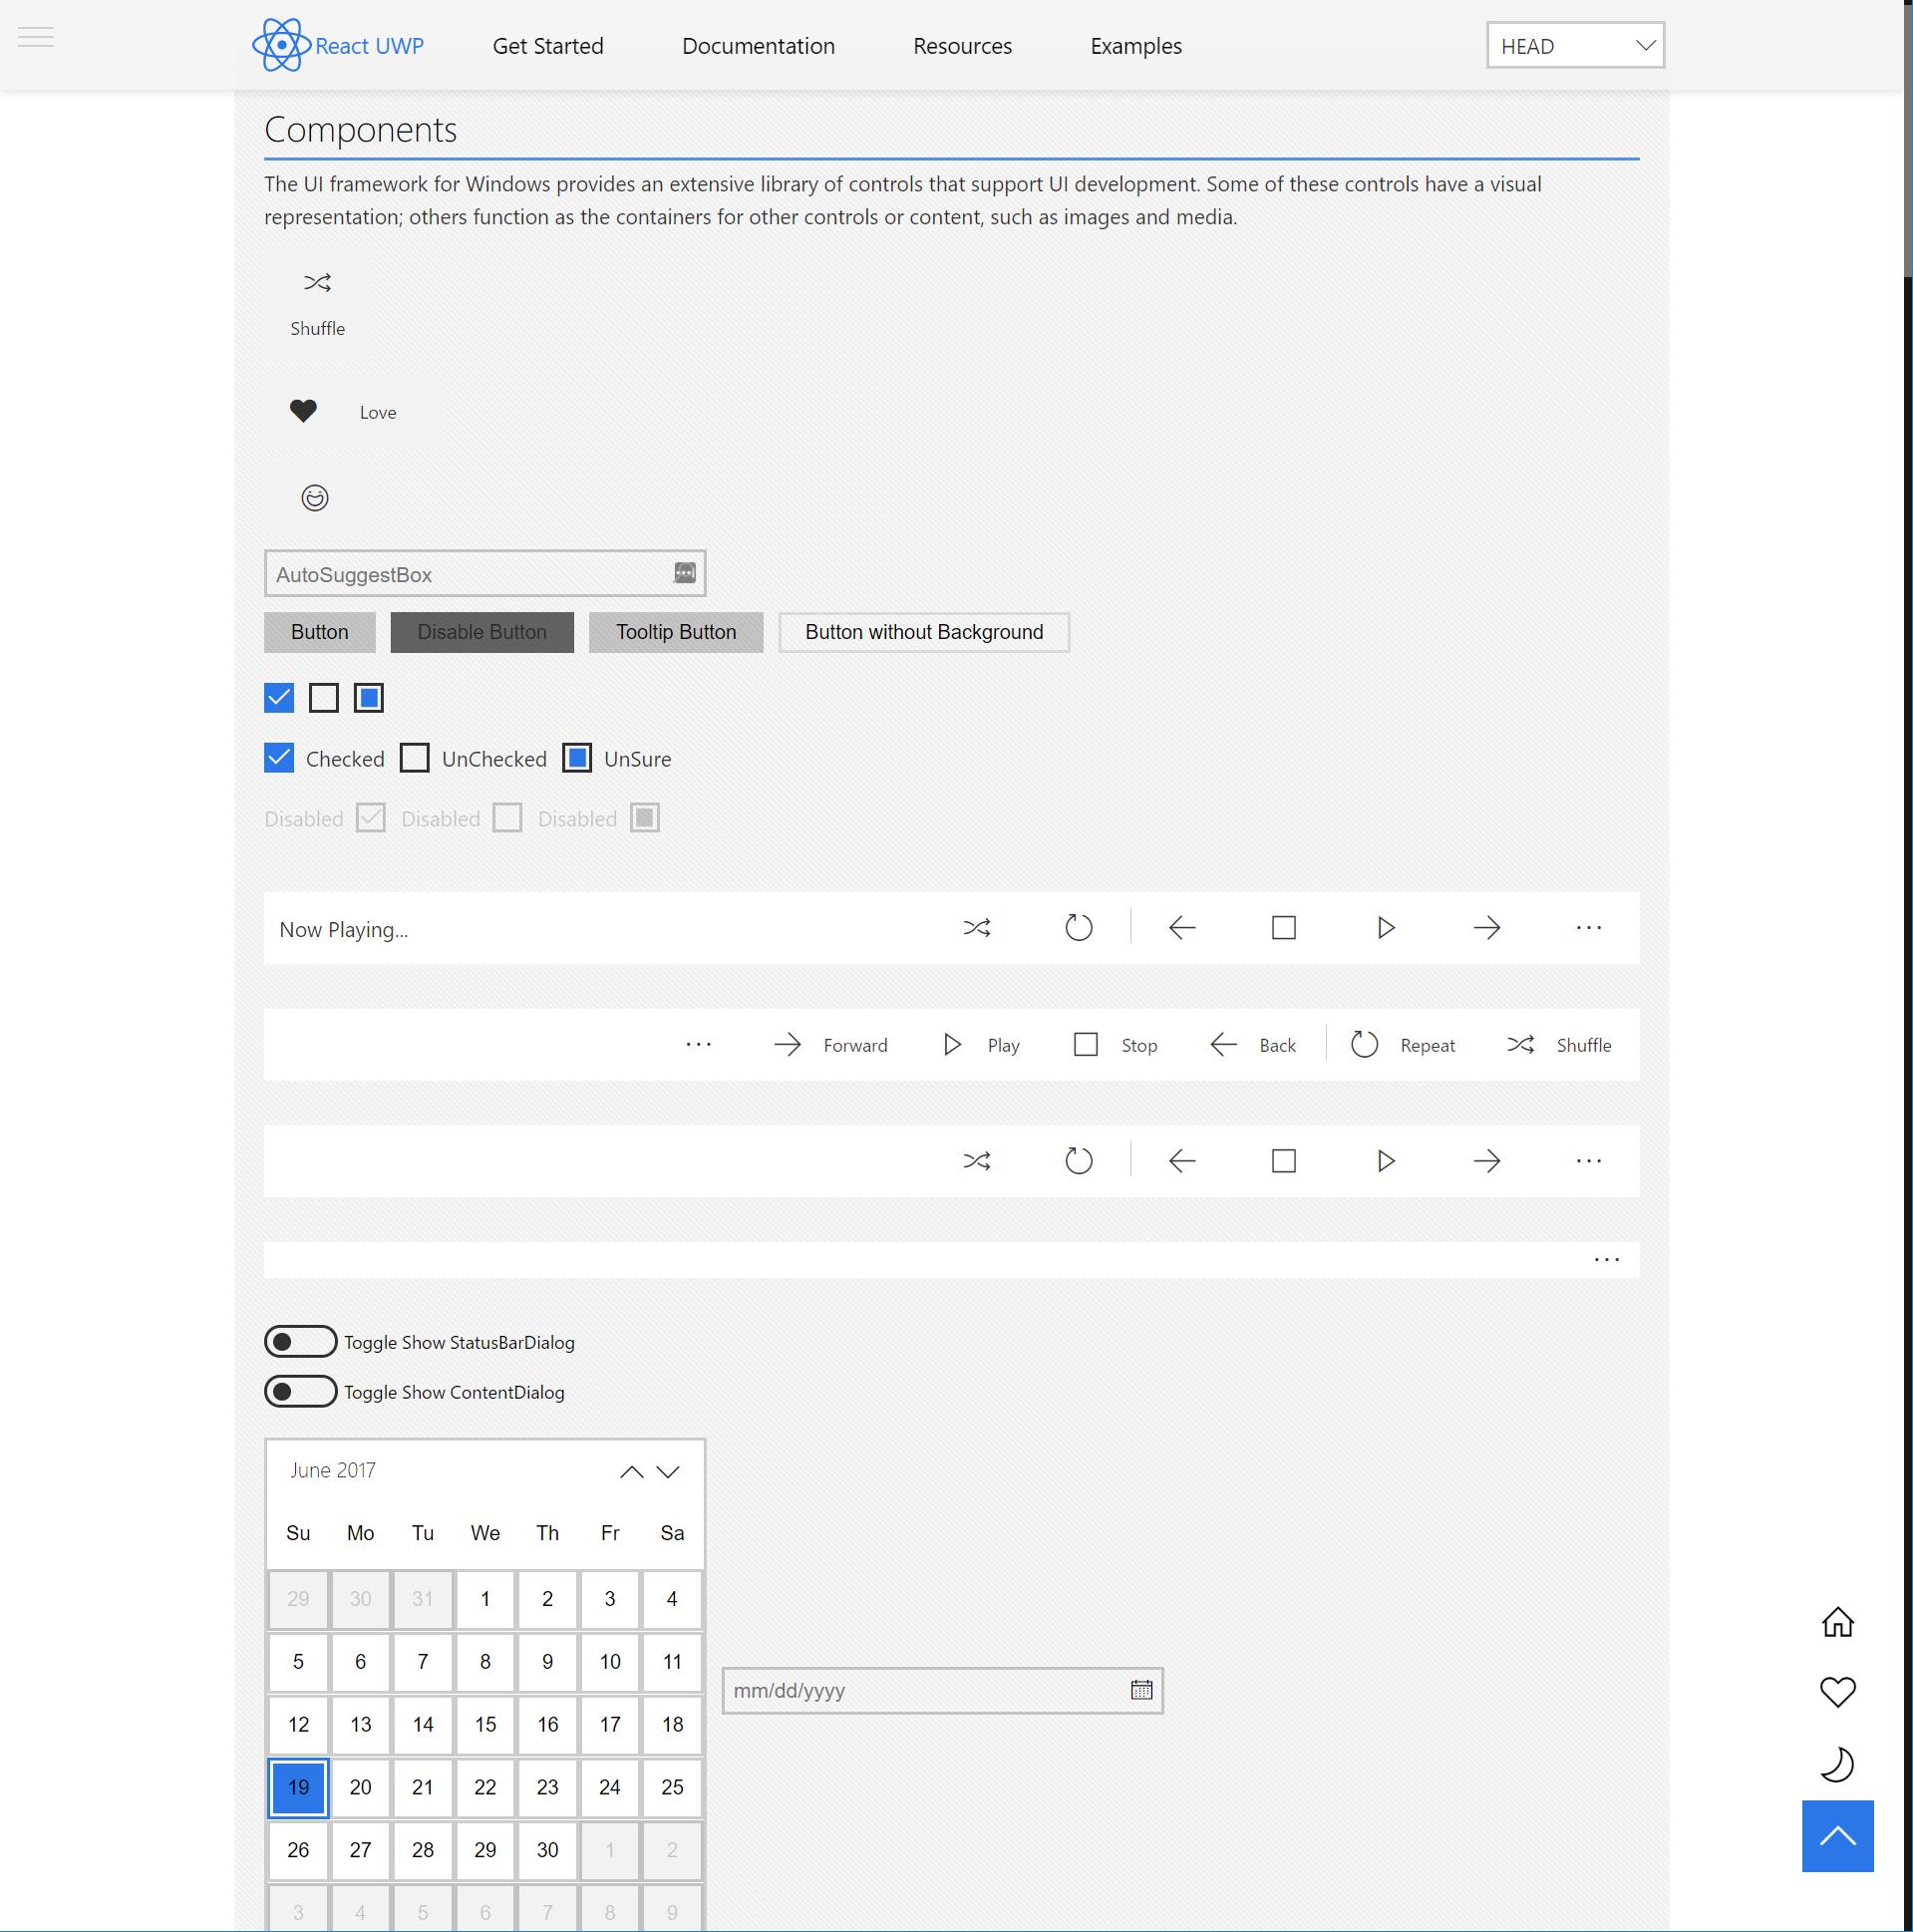 React UWP Get Started Documentation Resources Examples HEAD
Components
The UI framework for Windows provides an extensive library of controls that support UI development. Some of these controls have a visual
representation; others function as the containers for other controls or content, such as images and media.
Shuffle
Love
AutoSuggestBox
Button Disable Button Tooltip Button Button without Background
Checked UnChecked UnSure
Disabled Disabled Disabled
Now Playing...
Forward Play Stop Back Repeat Shuffle
Toggle Show StatusBarDialog
Toggle Show ContentDialog
June 2017
Su Mo Tu We Th Fr Sa
29 30 31 1 2 3 4
5 6 7 8 9 10 11
mm/dd/yyyy
12 13 14 15 16 17 18
19 20 21 22 23 24 25
26 27 28 29 30 1 2
3 4 5 6 7 8 9